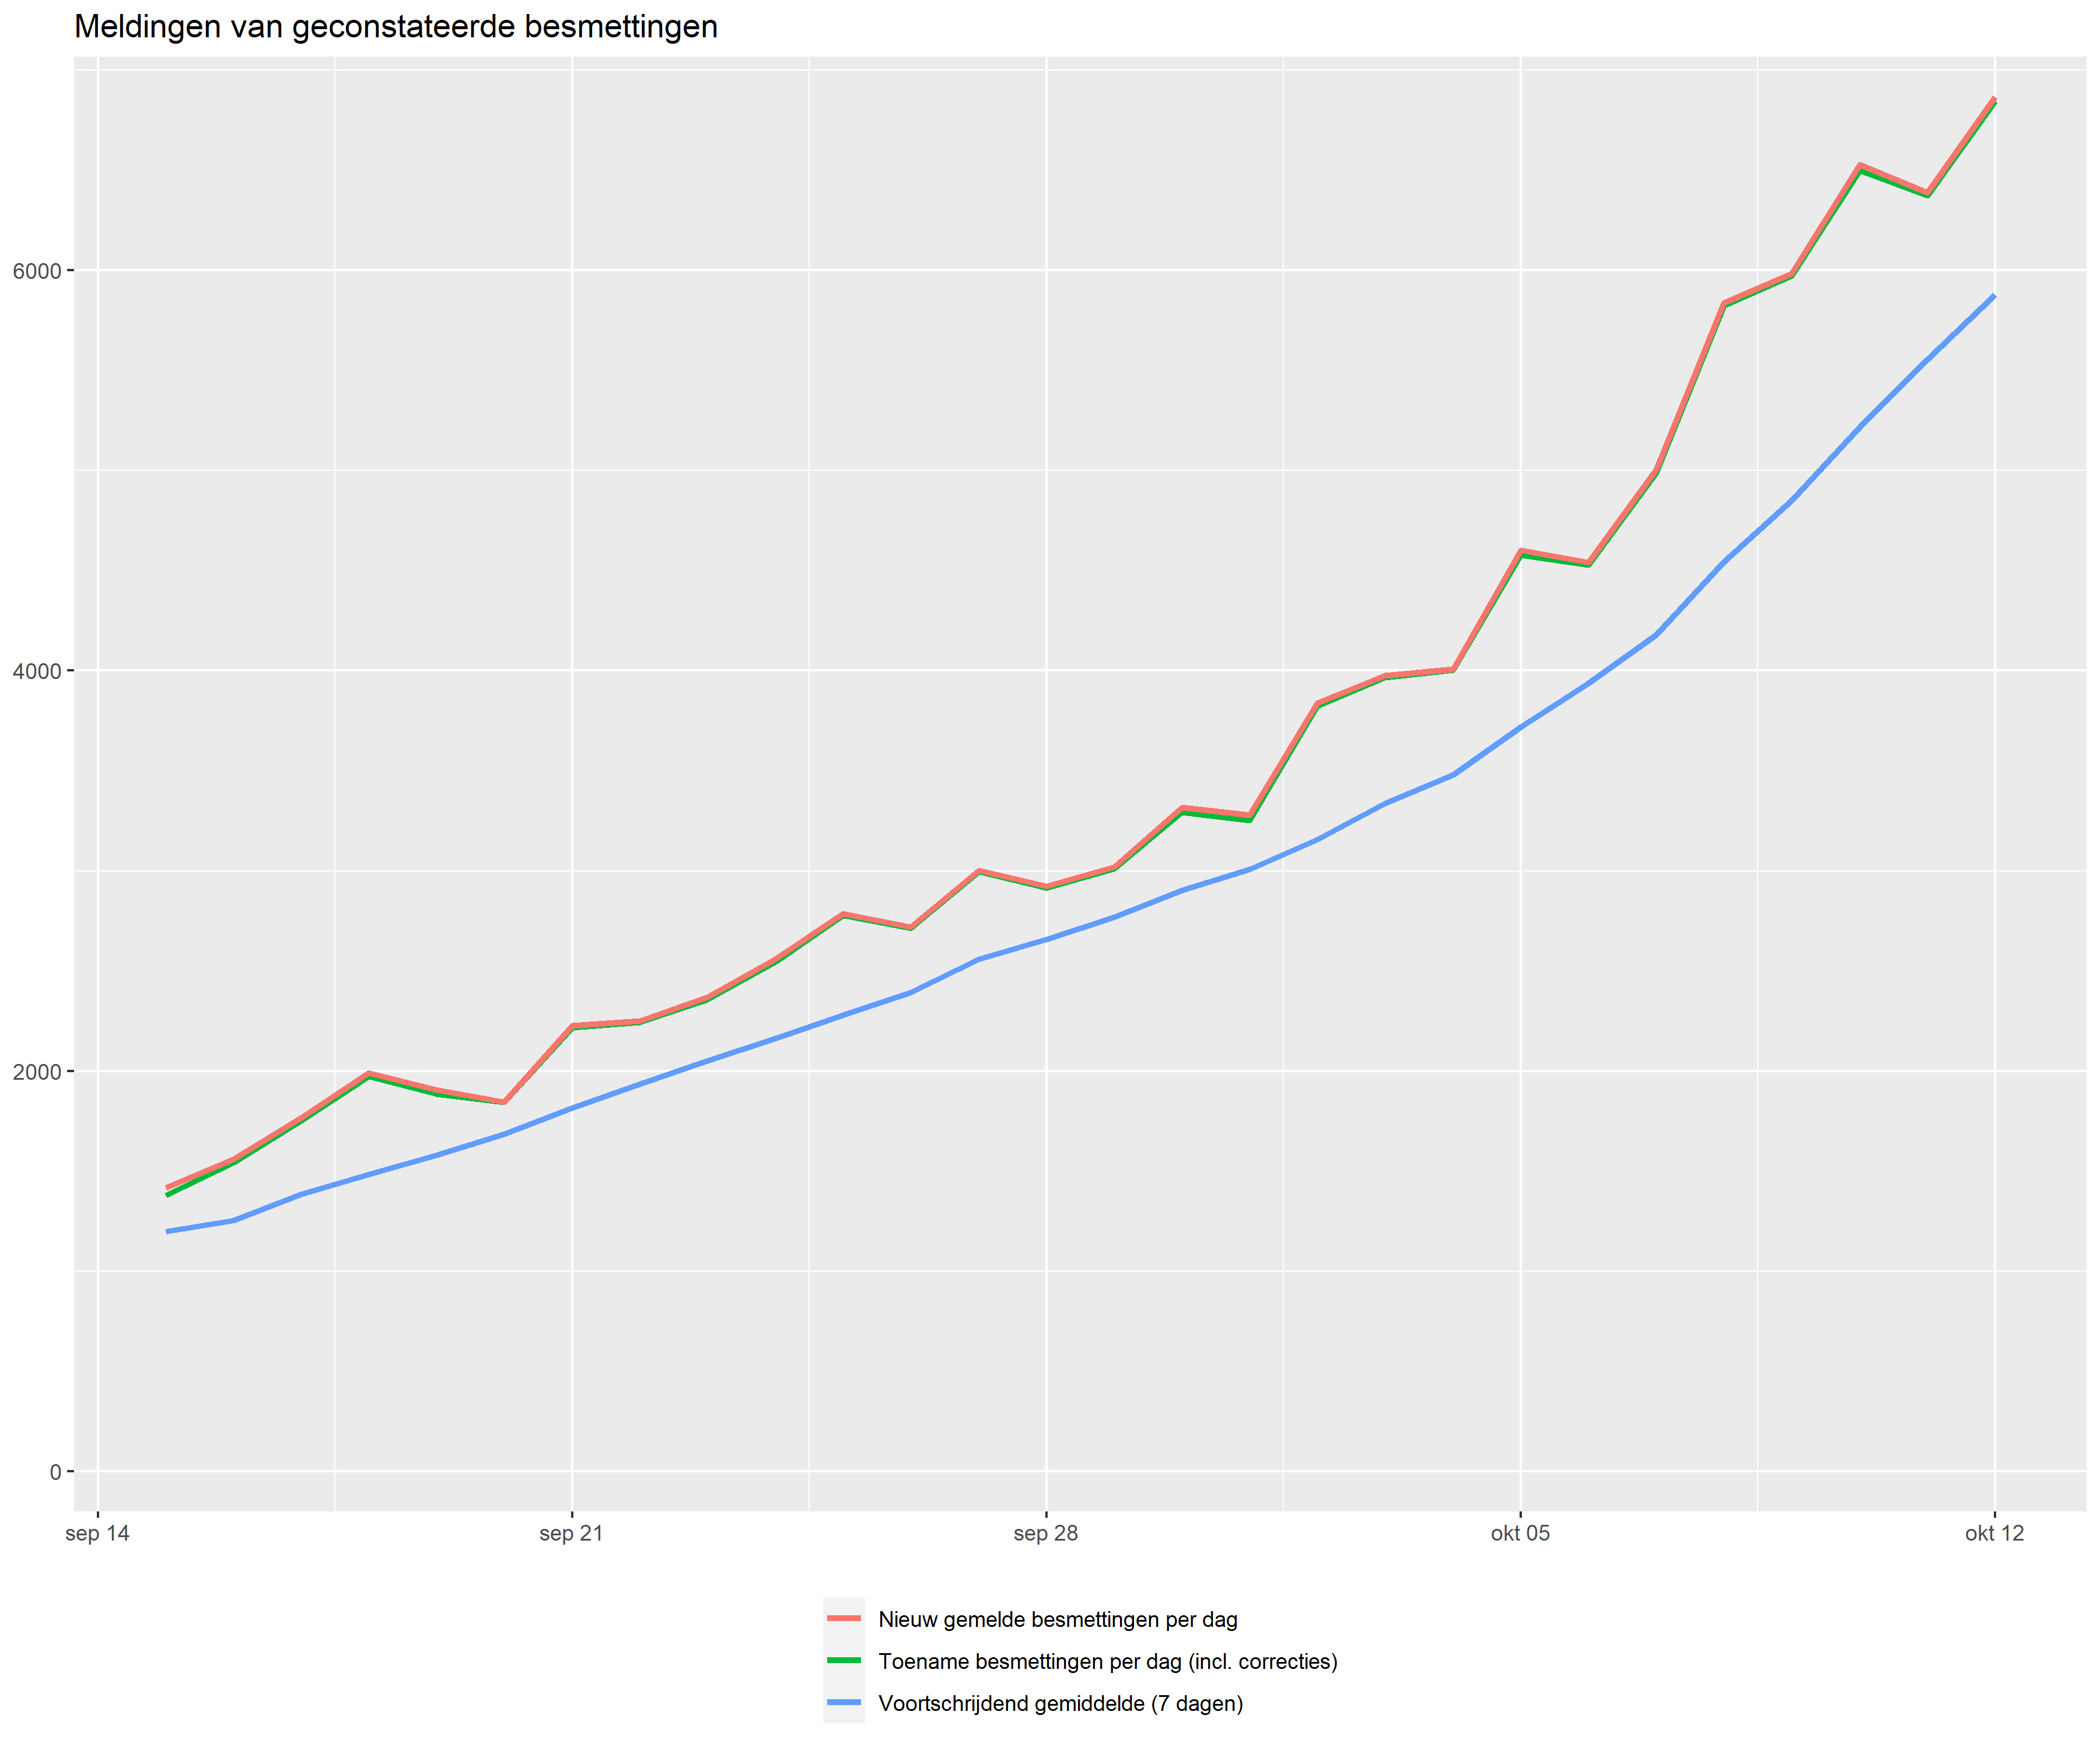 Meldingen van geconstateerde besmettingen
6000
4000
2000
0
sep 14
sep 21
sep 28
okt 05
okt 12
Nieuw gemelde besmettingen per dag
Toename besmettingen per dag (incl. correcties)
Voortschrijdend gemiddelde (7 dagen)